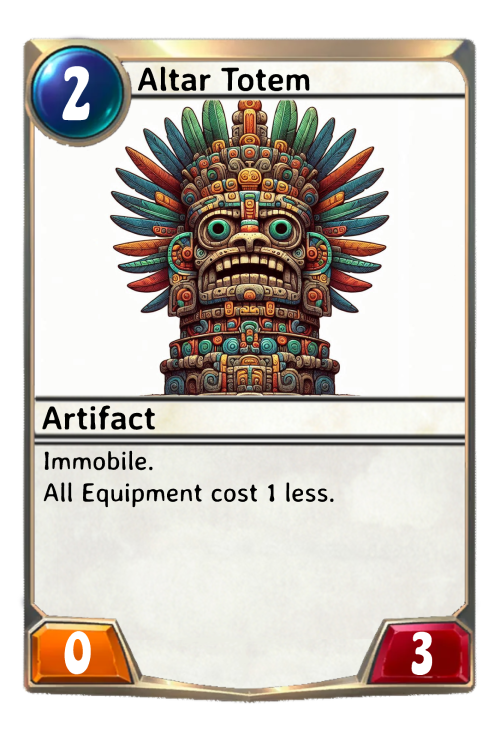 2
Altar Totem
Artifact
Immobile.
All Equipment cost 1 less.
0
3